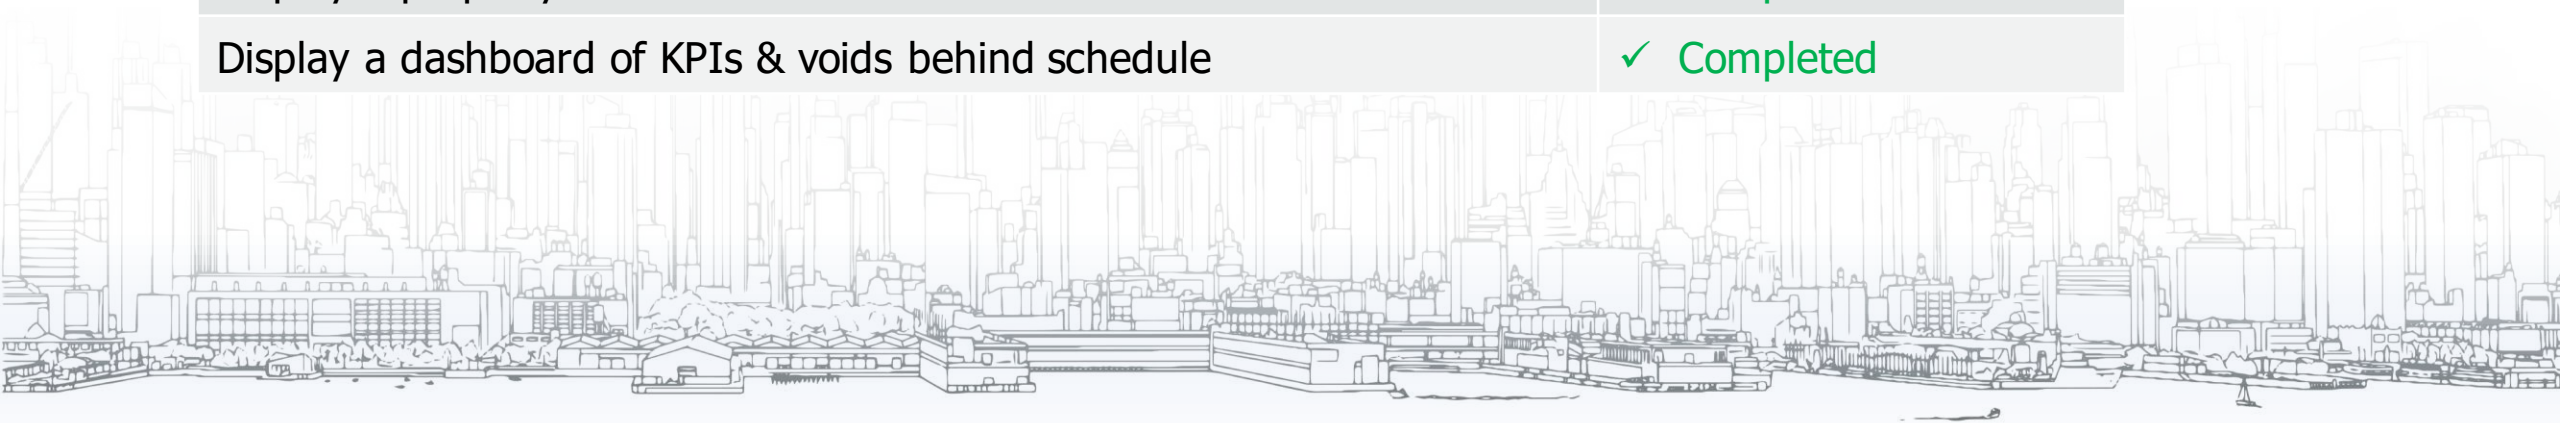 Display a dashboard of KPIs & voids behind schedule ✓ Completed